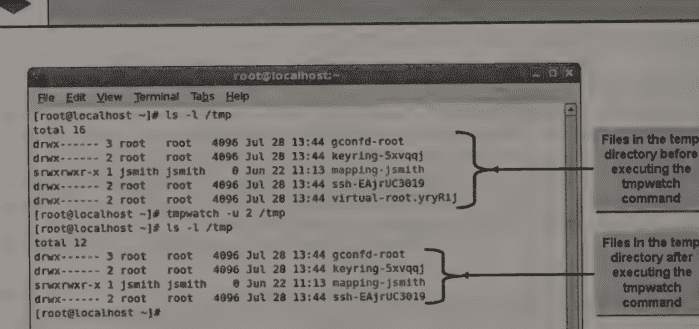 root@localhost:~
File Edit View Terminal Tabs Help
[root@localhost ~]# ls -l /tmp
total 16
drwx------ 3 root root 4096 Jul 28 13:44 gconfd-root
drwx------ 2 root root 4096 Jul 28 13:44 keyring-5xvqqj
srwxrwxr-x 1 jsmith jsmith 0 Jun 22 11:13 mapping-jsmith
drwx------ 2 root root 4096 Jul 28 13:44 ssh-EAjrUC3019
drwx------ 2 root root 4096 Jul 28 13:44 virtual-root.yryR1j
[root@localhost ~]# tmpwatch -u 2 /tmp
[root@localhost ~]# ls -l /tmp
total 12
drwx------ 3 root root 4096 Jul 28 13:44 gconfd-root
drwx------ 2 root root 4096 Jul 28 13:44 keyring-5xvqqj
srwxrwxr-x 1 jsmith jsmith 0 Jun 22 11:13 mapping-jsmith
drwx------ 2 root root 4096 Jul 28 13:44 ssh-EAjrUC3019
[root@localhost ~]#
Files in the temp
directory before
executing the
tmpwatch
command
Files in the temp
directory after
executing the
tmpwatch
command